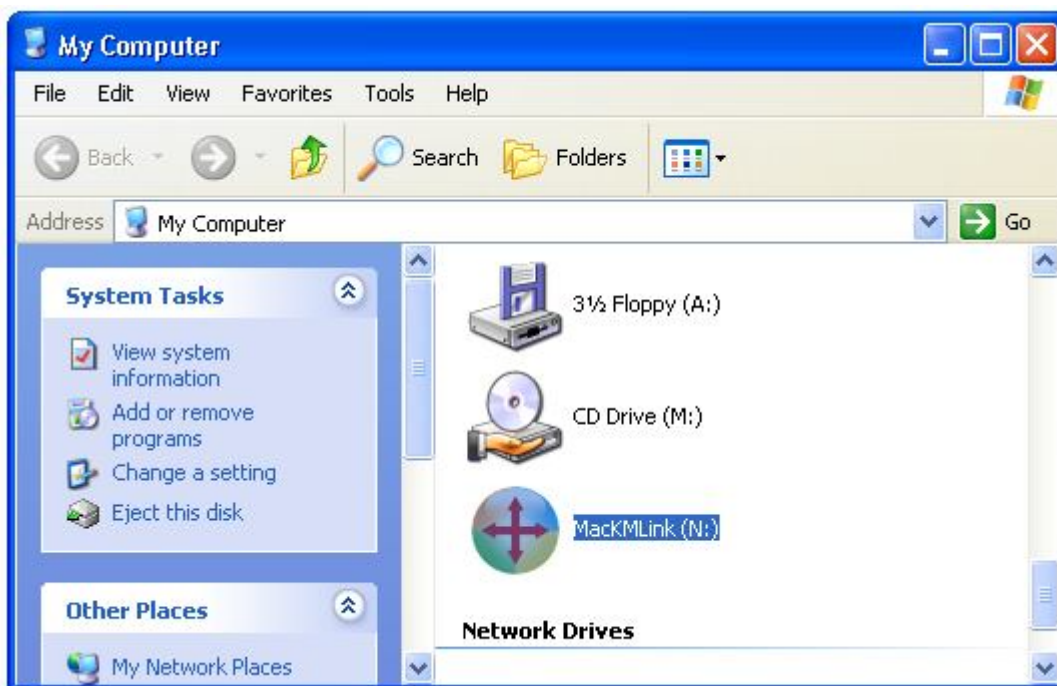 My Computer
File Edit View Favorites Tools Help
Back Search Folders
Address My Computer Go
System Tasks
View system
information
Add or remove
programs
Change a setting
Eject this disk
Other Places
My Network Places
3½ Floppy (A:)
CD Drive (M:)
MacKMLink (N:)
Network Drives